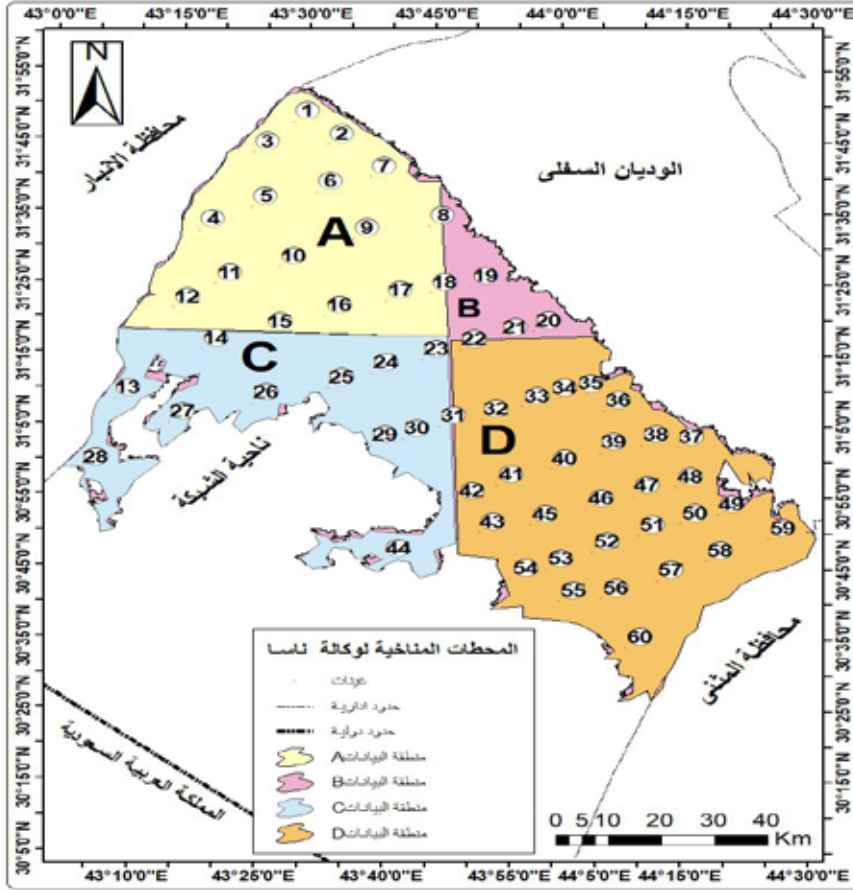 43°0'0"E 43°15'0"E 43°30'0"E 43°45'0"E 44°0'0"E 44°15'0"E 44°30'0"E
N
محافظة الانبار
الوديان السفلى
1
2
3
7
6
5
4
8
9
A
10
11
12
18
19
17
16
15
B
20
21
22
14
C
23
24
25
26
13
27
35
34
33
36
32
31
30
29
D
38
37
39
40
28
ناحية الشبكة
41
42
48
47
49
46
50
45
43
51
59
52
44
58
53
54
57
56
55
60
محافظة المثنى
المملكة العربية السعودية
المحطات المناخية لوكالة ناسا
عينات
حدود ادارية
حدود دولية
منطقة البياناتA
منطقة البياناتB
منطقة البياناتC
منطقة البياناتD
0 5 10 20 30 40
Km
31°55'0"N
31°45'0"N
31°35'0"N
31°25'0"N
31°15'0"N
31°5'0"N
30°55'0"N
30°45'0"N
30°35'0"N
30°25'0"N
30°15'0"N
30°5'0"N
31°55'0"N
31°45'0"N
31°35'0"N
31°25'0"N
31°15'0"N
31°5'0"N
30°55'0"N
30°45'0"N
30°35'0"N
30°25'0"N
30°15'0"N
30°5'0"N
43°10'0"E 43°25'0"E 43°40'0"E 43°55'0"E 44°5'0"E 44°15'0"E 44°30'0"E